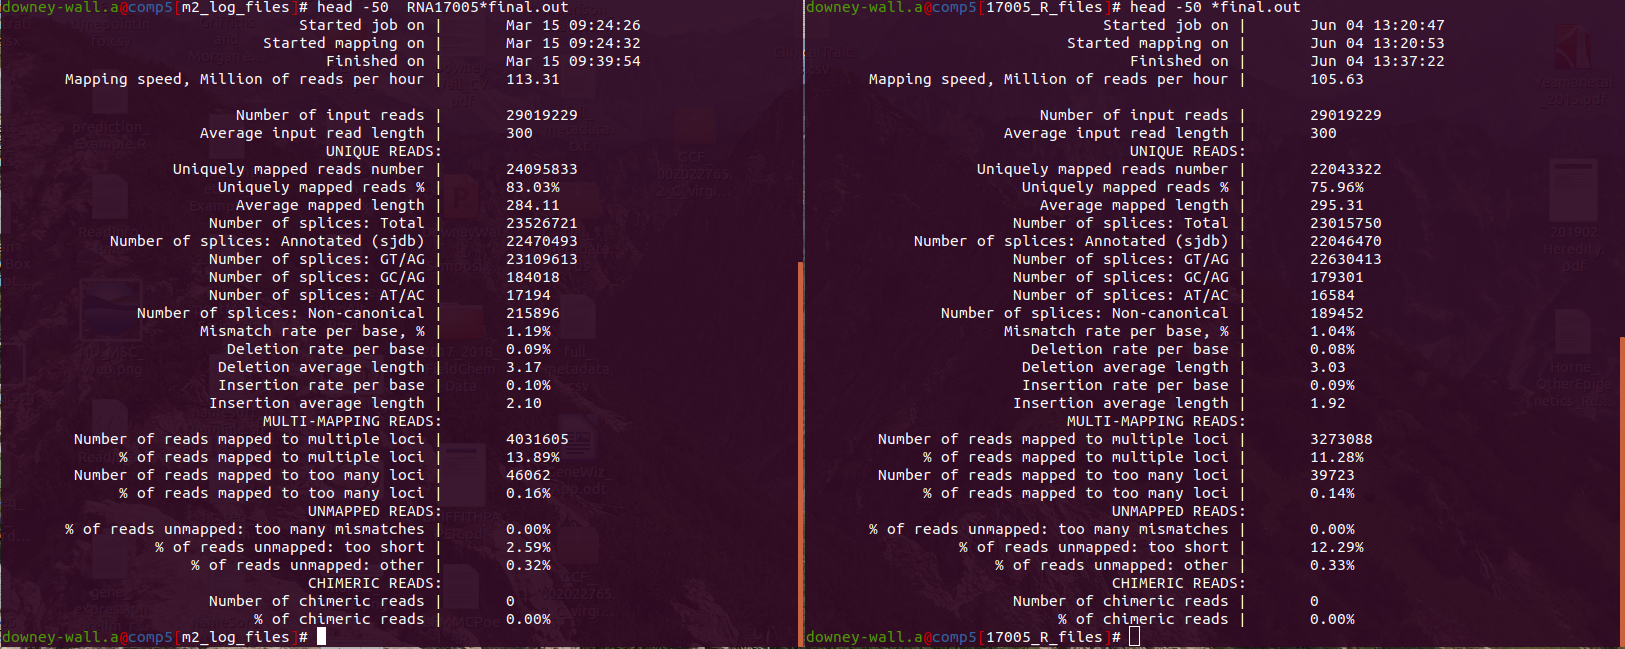 downey-wall.a@comp5[m2_log_files]# head -50  RNA17005*final.out
Started job on | Mar 15 09:24:26
Started mapping on | Mar 15 09:24:32
Finished on | Mar 15 09:39:54
Mapping speed, Million of reads per hour | 113.31
Number of input reads | 29019229
Average input read length | 300
UNIQUE READS:
Uniquely mapped reads number | 24095833
Uniquely mapped reads % | 83.03%
Average mapped length | 284.11
Number of splices: Total | 23526721
Number of splices: Annotated (sjdb) | 22470493
Number of splices: GT/AG | 23109613
Number of splices: GC/AG | 184018
Number of splices: AT/AC | 17194
Number of splices: Non-canonical | 215896
Mismatch rate per base, % | 1.19%
Deletion rate per base | 0.09%
Deletion average length | 3.17
Insertion rate per base | 0.10%
Insertion average length | 2.10
MULTI-MAPPING READS:
Number of reads mapped to multiple loci | 4031605
% of reads mapped to multiple loci | 13.89%
Number of reads mapped to too many loci | 46062
% of reads mapped to too many loci | 0.16%
UNMAPPED READS:
% of reads unmapped: too many mismatches | 0.00%
% of reads unmapped: too short | 2.59%
% of reads unmapped: other | 0.32%
CHIMERIC READS:
Number of chimeric reads | 0
% of chimeric reads | 0.00%
downey-wall.a@comp5[m2_log_files]#
downey-wall.a@comp5[17005_R_files]# head -50 *final.out
Started job on | Jun 04 13:20:47
Started mapping on | Jun 04 13:20:53
Finished on | Jun 04 13:37:22
Mapping speed, Million of reads per hour | 105.63
Number of input reads | 29019229
Average input read length | 300
UNIQUE READS:
Uniquely mapped reads number | 22043322
Uniquely mapped reads % | 75.96%
Average mapped length | 295.31
Number of splices: Total | 23015750
Number of splices: Annotated (sjdb) | 22046470
Number of splices: GT/AG | 22630413
Number of splices: GC/AG | 179301
Number of splices: AT/AC | 16584
Number of splices: Non-canonical | 189452
Mismatch rate per base, % | 1.04%
Deletion rate per base | 0.08%
Deletion average length | 3.03
Insertion rate per base | 0.09%
Insertion average length | 1.92
MULTI-MAPPING READS:
Number of reads mapped to multiple loci | 3273088
% of reads mapped to multiple loci | 11.28%
Number of reads mapped to too many loci | 39723
% of reads mapped to too many loci | 0.14%
UNMAPPED READS:
% of reads unmapped: too many mismatches | 0.00%
% of reads unmapped: too short | 12.29%
% of reads unmapped: other | 0.33%
CHIMERIC READS:
Number of chimeric reads | 0
% of chimeric reads | 0.00%
downey-wall.a@comp5[17005_R_files]#